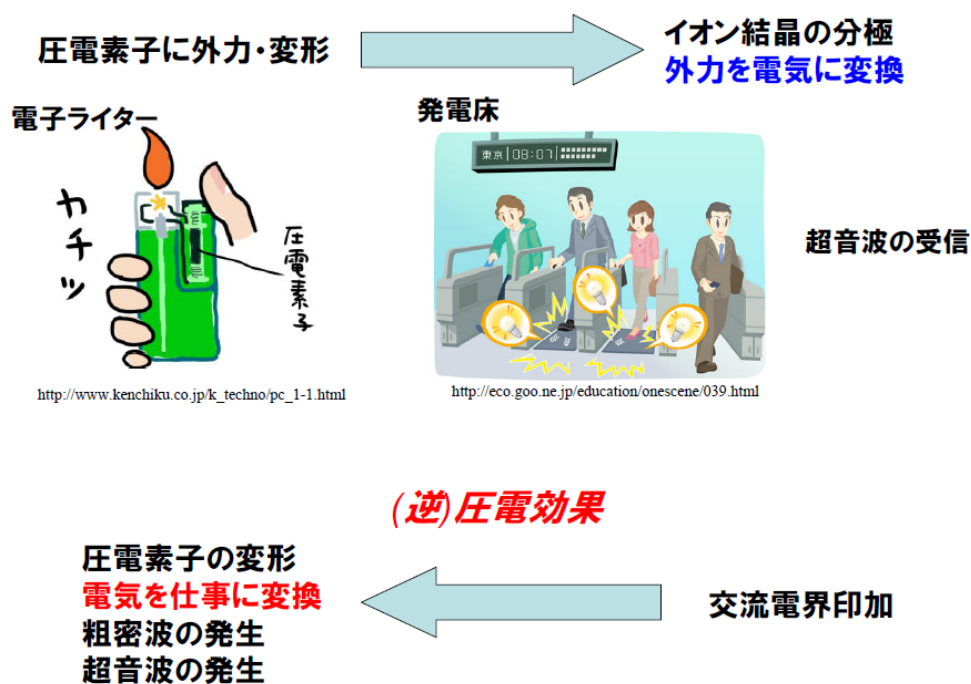 圧電素子に外力・変形
イオン結晶の分極
外力を電気に変換
電子ライター
発電床
カチッ
圧電素子
東京 08:07
超音波の受信
http://www.kenchiku.co.jp/k_techno/pc_1-1.html
http://eco.goo.ne.jp/education/onescene/039.html
(逆)圧電効果
圧電素子の変形
電気を仕事に変換
粗密波の発生
超音波の発生
交流電界印加